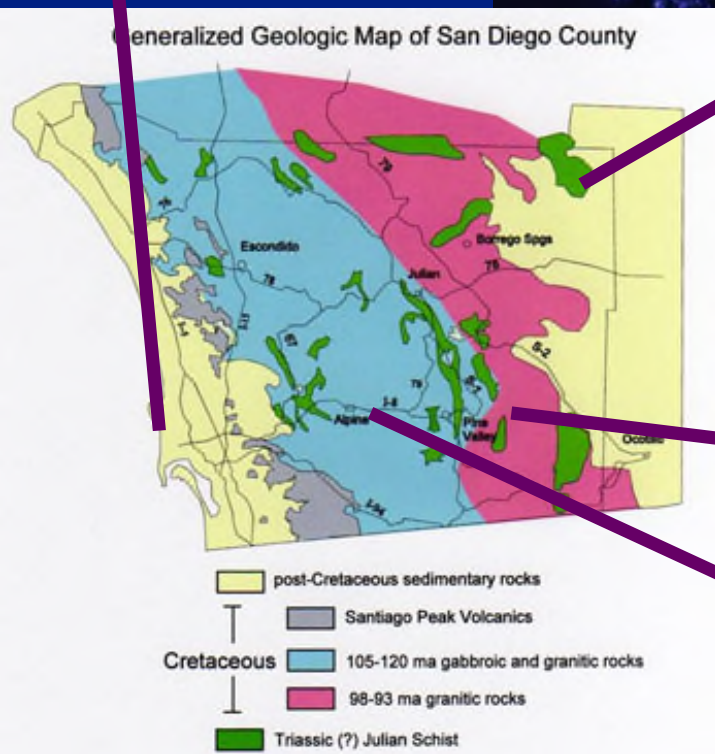 Generalized Geologic Map of San Diego County
79
76
Borrego Spgs
Escondido
78
78
Julian
I-5
I-15
67
S-2
79
S-1
I-8
Alpine
Pine
Valley
Ocotillo
I-94
post-Cretaceous sedimentary rocks
Santiago Peak Volcanics
Cretaceous
105-120 ma gabbroic and granitic rocks
98-93 ma granitic rocks
Triassic (?) Julian Schist